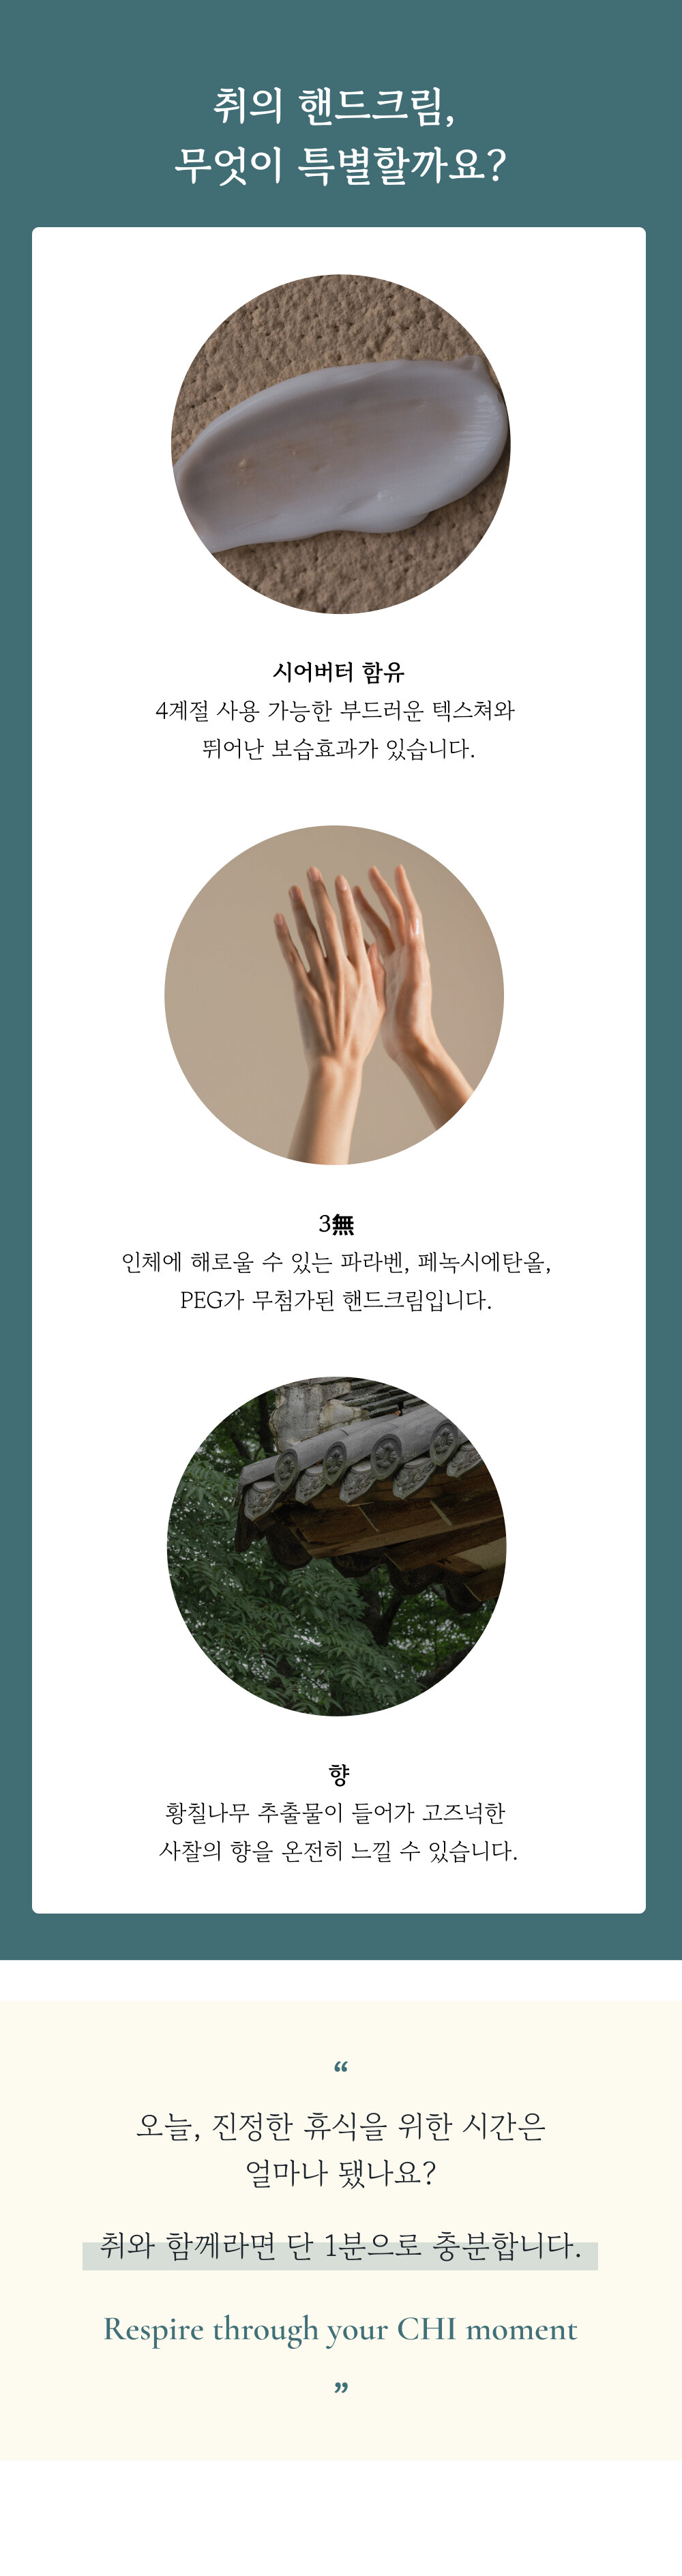 취의 핸드크림,
무엇이 특별할까요?
시어버터 함유
4계절 사용 가능한 부드러운 텍스쳐와
뛰어난 보습효과가 있습니다.
3無
인체에 해로울 수 있는 파라벤, 페녹시에탄올,
PEG가 무첨가된 핸드크림입니다.
향
황칠나무 추출물이 들어가 고즈넉한
사찰의 향을 온전히 느낄 수 있습니다.
“
오늘, 진정한 휴식을 위한 시간은
얼마나 됐나요?
취와 함께라면 단 1분으로 충분합니다.
Respire through your CHI moment
”